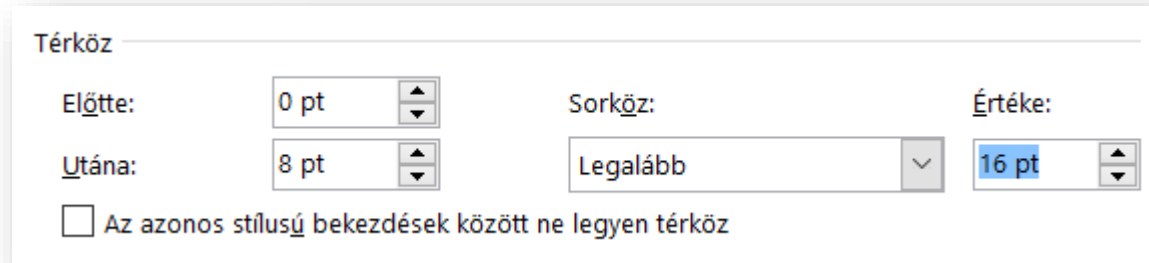 Térköz
Előtte: 0 pt Sorköz: Értéke:
Utána: 8 pt Legalább 16 pt
Az azonos stílusú bekezdések között ne legyen térköz